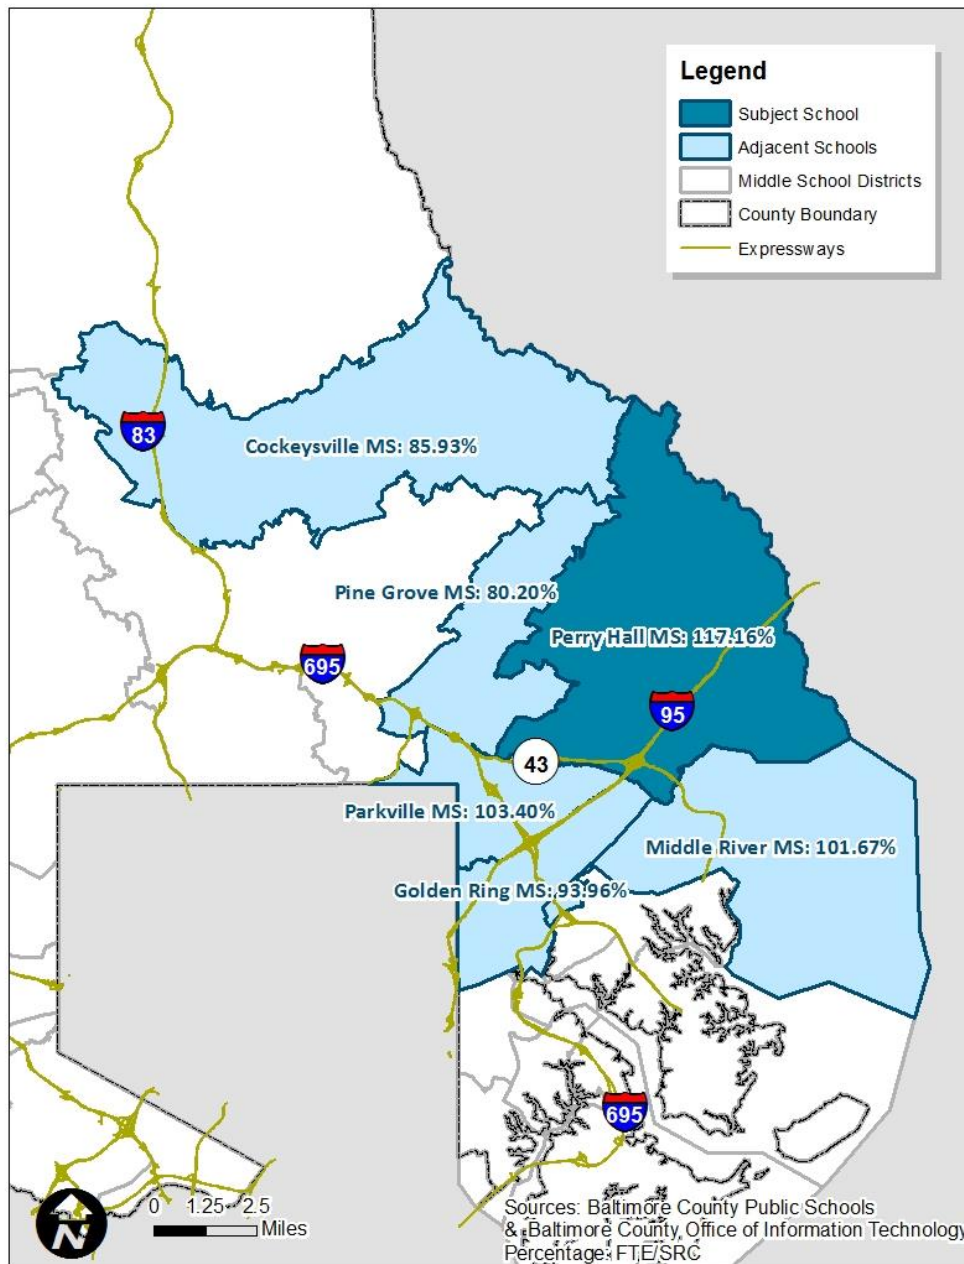 Legend
Subject School
Adjacent Schools
Middle School Districts
County Boundary
Expressways
83
Cockeysville MS: 85.93%
Pine Grove MS: 80.20%
Perry Hall MS: 117.16%
695
95
43
Parkville MS: 103.40%
Middle River MS: 101.67%
Golden Ring MS: 93.96%
695
N
0 1.25 2.5
Miles
Sources: Baltimore County Public Schools
& Baltimore County Office of Information Technology
Percentage: FTE/SRC